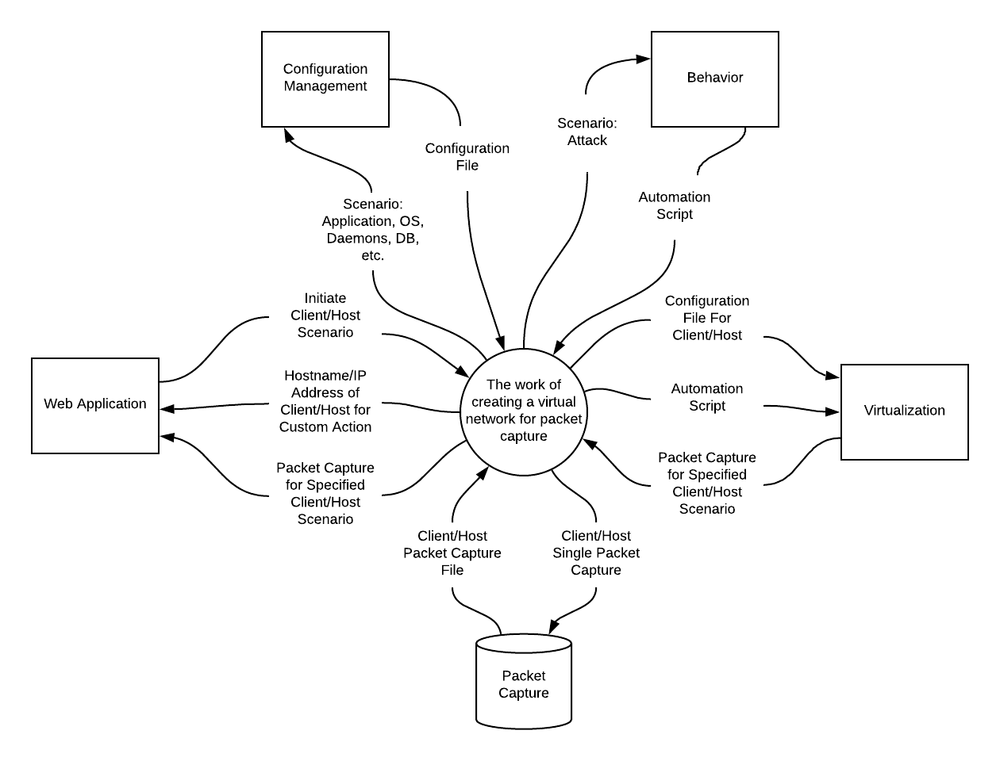 Configuration
Management
Behavior
Scenario:
Attack
Configuration
File
Automation
Script
Scenario:
Application, OS,
Daemons, DB,
etc.
Initiate
Client/Host
Scenario
Configuration
File For
Client/Host
Hostname/IP
Address of
Client/Host for
Custom Action
Web Application
The work of
creating a virtual
network for packet
capture
Automation
Script
Virtualization
Packet Capture
for Specified
Client/Host
Scenario
Packet Capture
for Specified
Client/Host
Scenario
Client/Host
Packet Capture
File
Client/Host
Single Packet
Capture
Packet
Capture